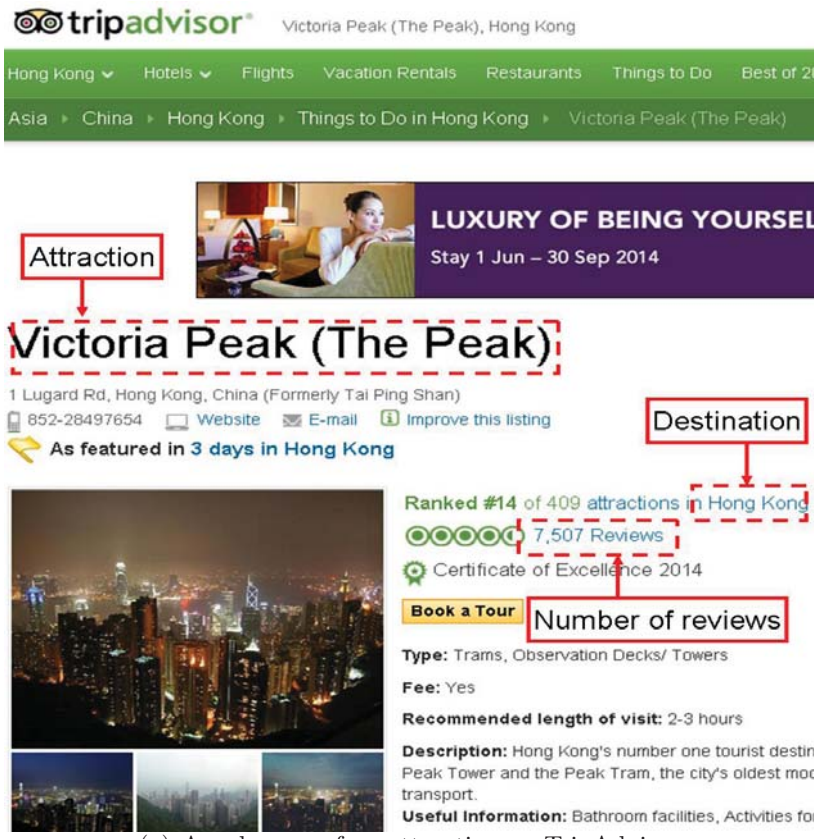 tripadvisor® Victoria Peak (The Peak), Hong Kong
Hong Kong Hotels Flights Vacation Rentals Restaurants Things to Do Best of 20
Asia China Hong Kong Things to Do in Hong Kong Victoria Peak (The Peak)
LUXURY OF BEING YOURSEL
Stay 1 Jun – 30 Sep 2014
Attraction
Victoria Peak (The Peak)
1 Lugard Rd, Hong Kong, China (Formerly Tai Ping Shan)
852-28497654 Website E-mail Improve this listing
Destination
As featured in 3 days in Hong Kong
Ranked #14 of 409 attractions in Hong Kong
7,507 Reviews
Certificate of Excellence 2014
Book a Tour
Number of reviews
Type: Trams, Observation Decks/ Towers
Fee: Yes
Recommended length of visit: 2-3 hours
Description: Hong Kong's number one tourist destin
Peak Tower and the Peak Tram, the city's oldest mod
transport.
Useful Information: Bathroom facilities, Activities for